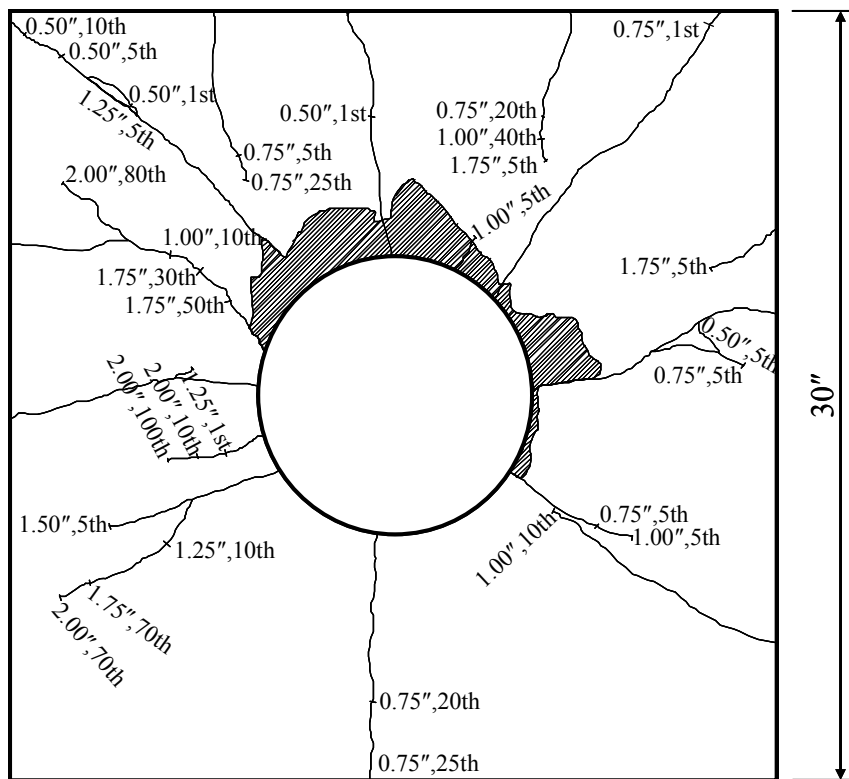 0.50″,10th
0.75″,1st
0.50″,5th
0.50″,1st
1.25″,5th
0.50″,1st
0.75″,20th
1.00″,40th
0.75″,5th
1.75″,5th
2.00″,80th
0.75″,25th
1.00″,5th
1.00″,10th
1.75″,5th
1.75″,30th
1.75″,50th
0.50″,5th
0.75″,5th
1.25″,1st
2.00″,10th
2.00″,100th
30″
1.50″,5th
0.75″,5th
1.00″,5th
1.00″,10th
1.25″,10th
1.75″,70th
2.00″,70th
0.75″,20th
0.75″,25th